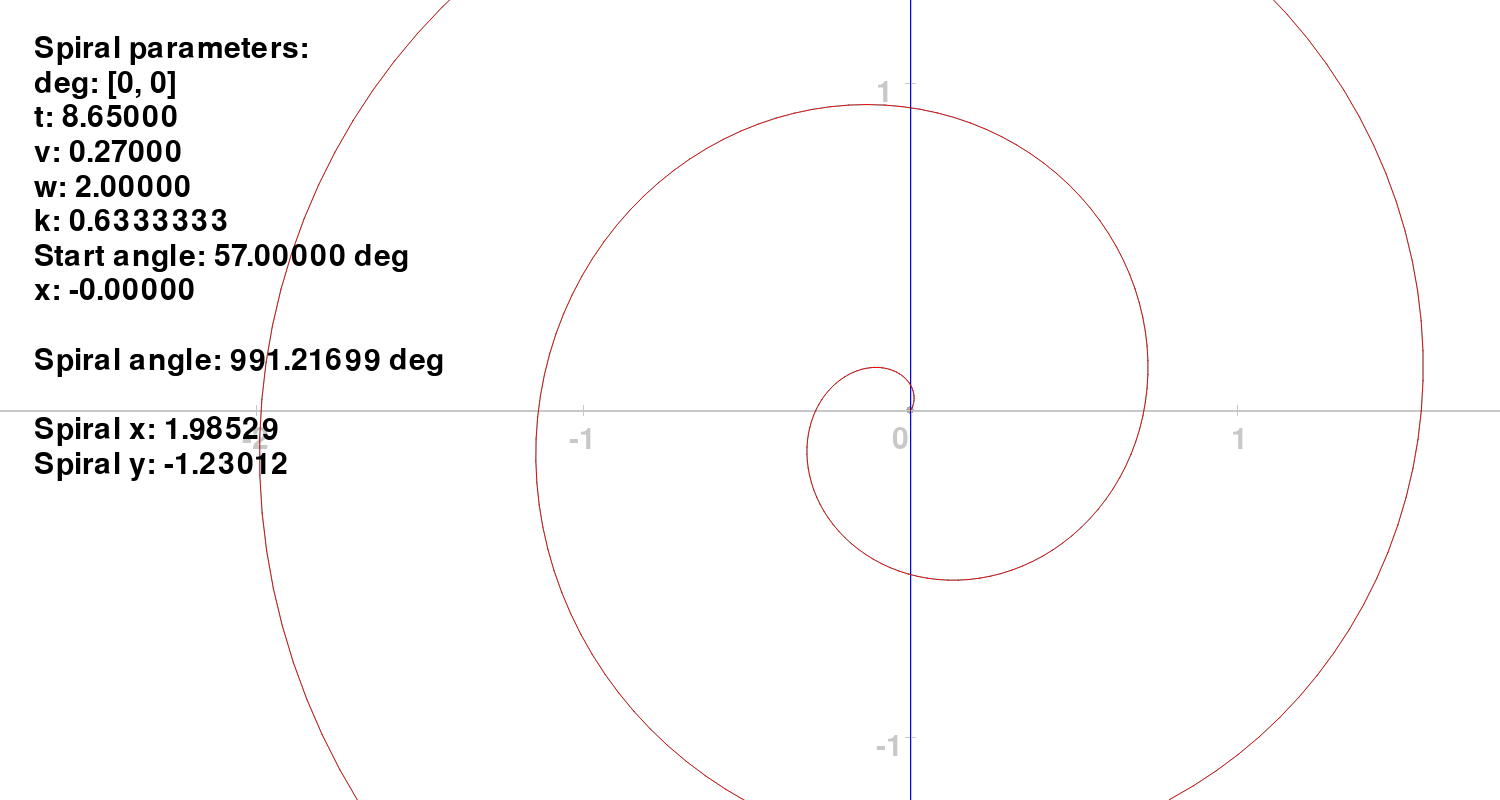 Spiral parameters:
deg: [0, 0]
t: 8.65000
v: 0.27000
w: 2.00000
k: 0.6333333
Start angle: 57.00000 deg
x: -0.00000
Spiral angle: 991.21699 deg
Spiral x: 1.98529
Spiral y: -1.23012
1
-2
-1
0
1
-1